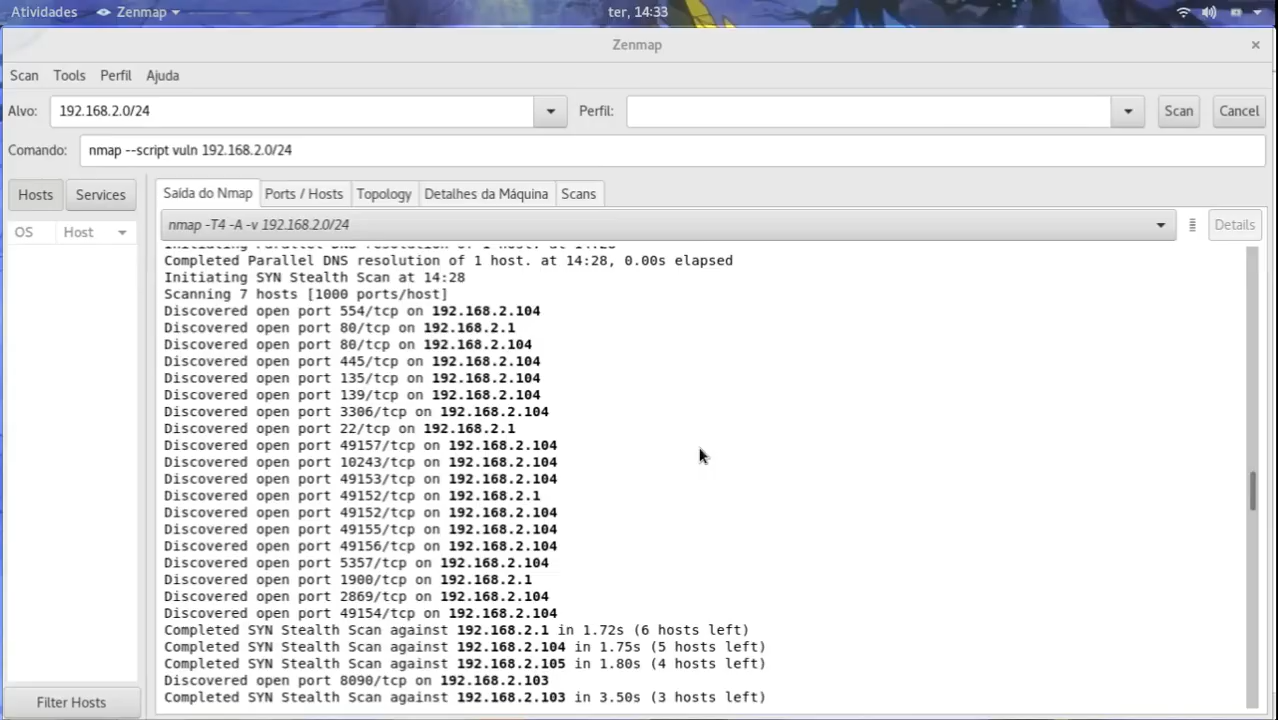 Atividades
Zenmap
ter, 14:33
Zenmap
Scan Tools Perfil Ajuda
Alvo: 192.168.2.0/24 Perfil: Scan Cancel
Comando: nmap --script vuln 192.168.2.0/24
Hosts Services Saída do Nmap Ports / Hosts Topology Detalhes da Máquina Scans
OS Host nmap -T4 -A -v 192.168.2.0/24 Details
Initiating Parallel DNS resolution of 1 host. at 14:28
Completed Parallel DNS resolution of 1 host. at 14:28, 0.00s elapsed
Initiating SYN Stealth Scan at 14:28
Scanning 7 hosts [1000 ports/host]
Discovered open port 554/tcp on 192.168.2.104
Discovered open port 80/tcp on 192.168.2.1
Discovered open port 80/tcp on 192.168.2.104
Discovered open port 445/tcp on 192.168.2.104
Discovered open port 135/tcp on 192.168.2.104
Discovered open port 139/tcp on 192.168.2.104
Discovered open port 3306/tcp on 192.168.2.104
Discovered open port 22/tcp on 192.168.2.1
Discovered open port 49157/tcp on 192.168.2.104
Discovered open port 10243/tcp on 192.168.2.104
Discovered open port 49153/tcp on 192.168.2.104
Discovered open port 49152/tcp on 192.168.2.1
Discovered open port 49152/tcp on 192.168.2.104
Discovered open port 49155/tcp on 192.168.2.104
Discovered open port 49156/tcp on 192.168.2.104
Discovered open port 5357/tcp on 192.168.2.104
Discovered open port 1900/tcp on 192.168.2.1
Discovered open port 2869/tcp on 192.168.2.104
Discovered open port 49154/tcp on 192.168.2.104
Completed SYN Stealth Scan against 192.168.2.1 in 1.72s (6 hosts left)
Completed SYN Stealth Scan against 192.168.2.104 in 1.75s (5 hosts left)
Completed SYN Stealth Scan against 192.168.2.105 in 1.80s (4 hosts left)
Discovered open port 8090/tcp on 192.168.2.103
Completed SYN Stealth Scan against 192.168.2.103 in 3.50s (3 hosts left)
Filter Hosts